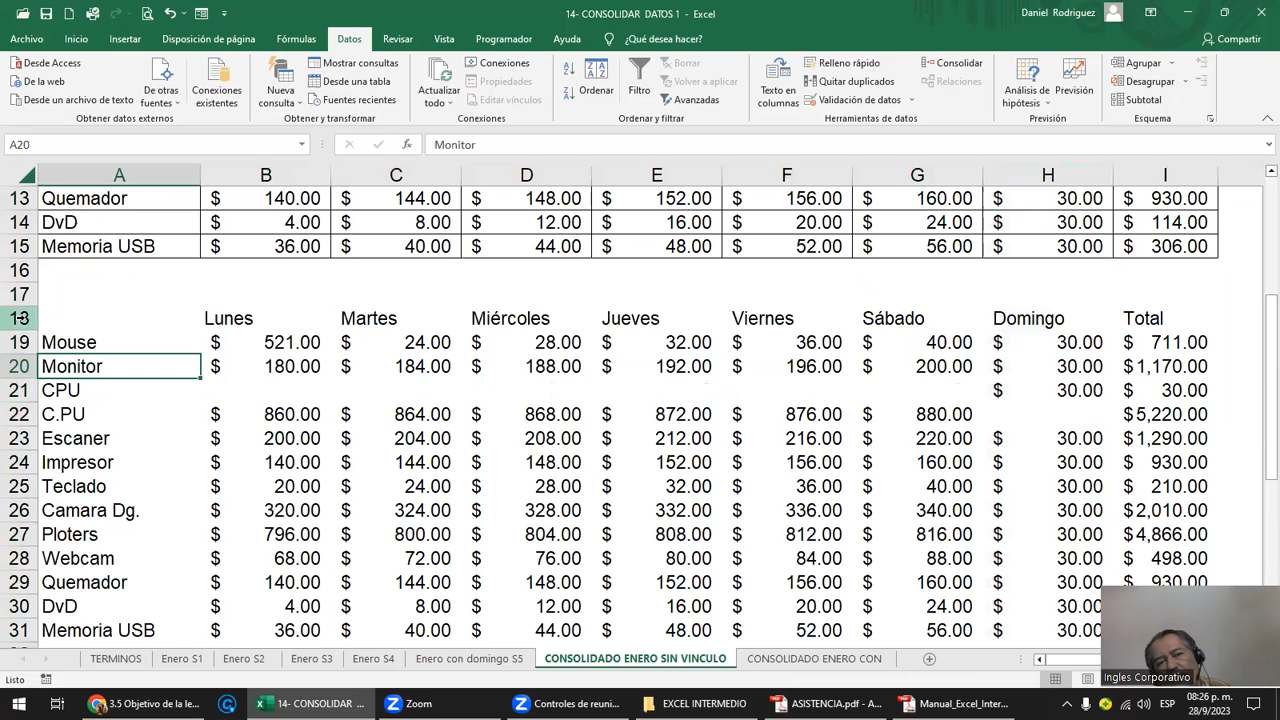 14- CONSOLIDAR DATOS 1 - Excel
Daniel Rodriguez
Archivo Inicio Insertar Disposición de página Fórmulas Datos Revisar Vista Programador Ayuda ¿Qué desea hacer? Compartir
Desde Access
De la web
Desde un archivo de texto
De otras fuentes
Conexiones existentes
Obtener datos externos
Nueva consulta
Mostrar consultas
Desde una tabla
Fuentes recientes
Obtener y transformar
Actualizar todo
Conexiones
Propiedades
Editar vínculos
Conexiones
Ordenar
Filtro
Borrar
Volver a aplicar
Avanzadas
Ordenar y filtrar
Texto en columnas
Relleno rápido
Quitar duplicados
Validación de datos
Consolidar
Relaciones
Herramientas de datos
Análisis de hipótesis
Previsión
Previsión
Agrupar
Desagrupar
Subtotal
Esquema
A20 fx Monitor
A B C D E F G H I
13 Quemador $ 140.00 $ 144.00 $ 148.00 $ 152.00 $ 156.00 $ 160.00 $ 30.00 $ 930.00
14 DvD $ 4.00 $ 8.00 $ 12.00 $ 16.00 $ 20.00 $ 24.00 $ 30.00 $ 114.00
15 Memoria USB $ 36.00 $ 40.00 $ 44.00 $ 48.00 $ 52.00 $ 56.00 $ 30.00 $ 306.00
16
17
Lunes Martes Miércoles Jueves Viernes Sábado Domingo Total
19 Mouse $ 521.00 $ 24.00 $ 28.00 $ 32.00 $ 36.00 $ 40.00 $ 30.00 $ 711.00
20 Monitor $ 180.00 $ 184.00 $ 188.00 $ 192.00 $ 196.00 $ 200.00 $ 30.00 $ 1,170.00
21 CPU $ 30.00 $ 30.00
22 C.PU $ 860.00 $ 864.00 $ 868.00 $ 872.00 $ 876.00 $ 880.00 $ 5,220.00
23 Escaner $ 200.00 $ 204.00 $ 208.00 $ 212.00 $ 216.00 $ 220.00 $ 30.00 $ 1,290.00
24 Impresor $ 140.00 $ 144.00 $ 148.00 $ 152.00 $ 156.00 $ 160.00 $ 30.00 $ 930.00
25 Teclado $ 20.00 $ 24.00 $ 28.00 $ 32.00 $ 36.00 $ 40.00 $ 30.00 $ 210.00
26 Camara Dg. $ 320.00 $ 324.00 $ 328.00 $ 332.00 $ 336.00 $ 340.00 $ 30.00 $ 2,010.00
27 Ploters $ 796.00 $ 800.00 $ 804.00 $ 808.00 $ 812.00 $ 816.00 $ 30.00 $ 4,866.00
28 Webcam $ 68.00 $ 72.00 $ 76.00 $ 80.00 $ 84.00 $ 88.00 $ 30.00 $ 498.00
29 Quemador $ 140.00 $ 144.00 $ 148.00 $ 152.00 $ 156.00 $ 160.00 $ 30.00 $ 930.00
30 DvD $ 4.00 $ 8.00 $ 12.00 $ 16.00 $ 20.00 $ 24.00 $ 30.00
31 Memoria USB $ 36.00 $ 40.00 $ 44.00 $ 48.00 $ 52.00 $ 56.00 $ 30.00
TERMINOS Enero S1 Enero S2 Enero S3 Enero S4 Enero con domingo S5 CONSOLIDADO ENERO SIN VINCULO CONSOLIDADO ENERO CON
Listo
Ingles Corporativo
3.5 Objetivo de la le... 14- CONSOLIDAR ... Zoom Controles de reuni... EXCEL INTERMEDIO ASISTENCIA.pdf - A... Manual_Excel_Inter...
ESP
08:26 p. m.
28/9/2023